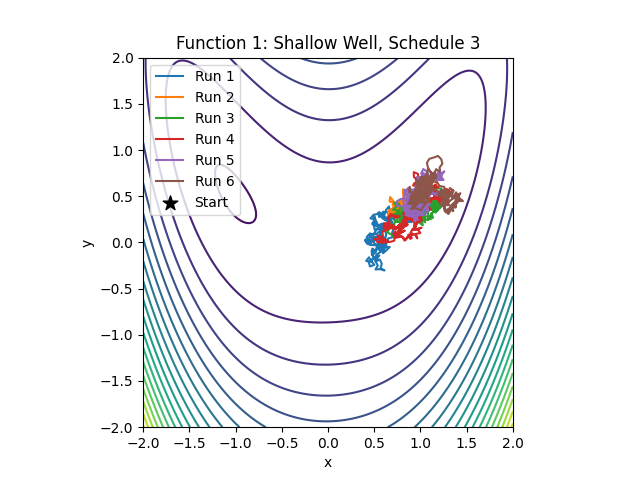 Function 1: Shallow Well, Schedule 3
2.0
1.5
1.0
0.5
0.0
−0.5
−1.0
−1.5
−2.0
y
Run 1
Run 2
Run 3
Run 4
Run 5
Run 6
Start
−2.0 −1.5 −1.0 −0.5 0.0 0.5 1.0 1.5 2.0
x